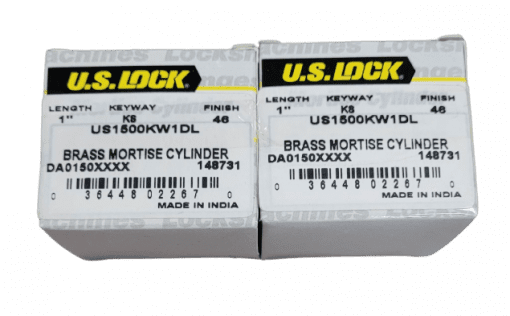 U.S. LOCK
LENGTH KEYWAY FINISH
1" K8 46
US1500KW1DL
BRASS MORTISE CYLINDER
DA0150XXXX 148731
0 36448 02267 0
MADE IN INDIA
U.S. LOCK
LENGTH KEYWAY FINISH
1" K8 46
US1500KW1DL
BRASS MORTISE CYLINDER
DA0150XXXX 148731
0 36448 02267 0
MADE IN INDIA